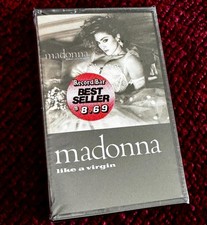 madonna
Record Bar
BEST
SELLER
$8.69
madonna
like a virgin